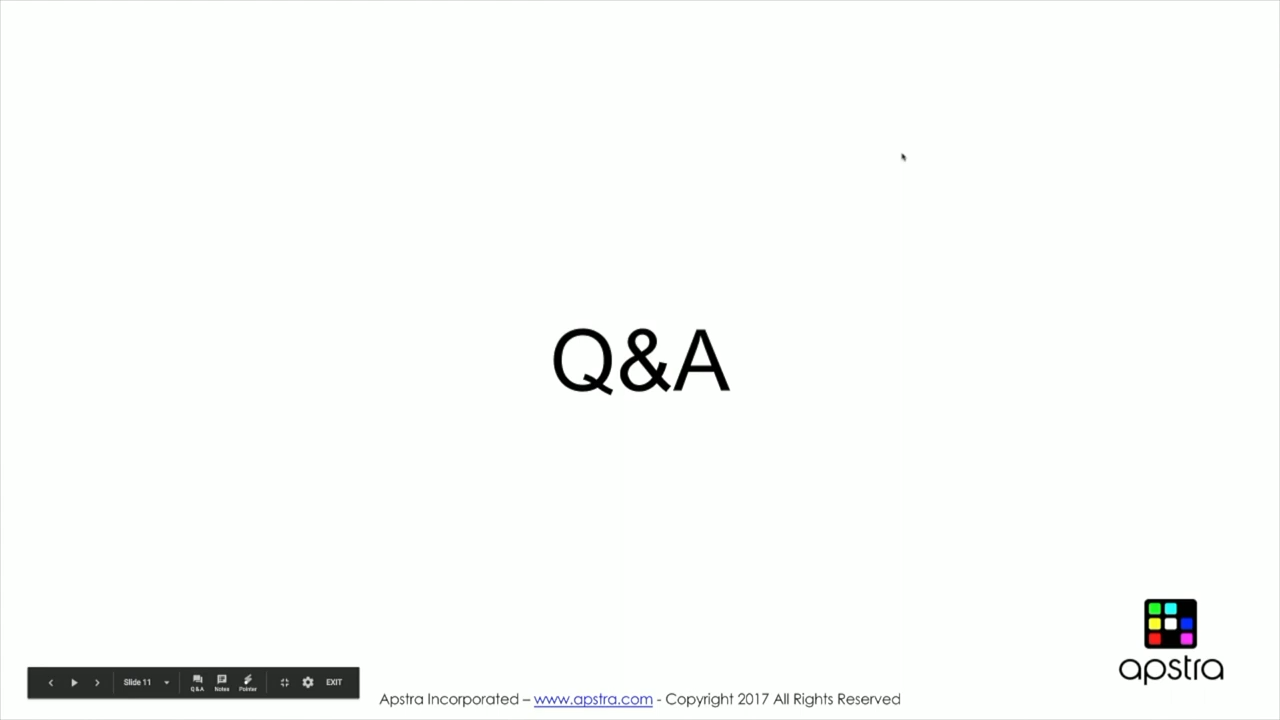 Q&A
apstra
Slide 11
Q&A Notes Pointer
EXIT
Apstra Incorporated – www.apstra.com - Copyright 2017 All Rights Reserved